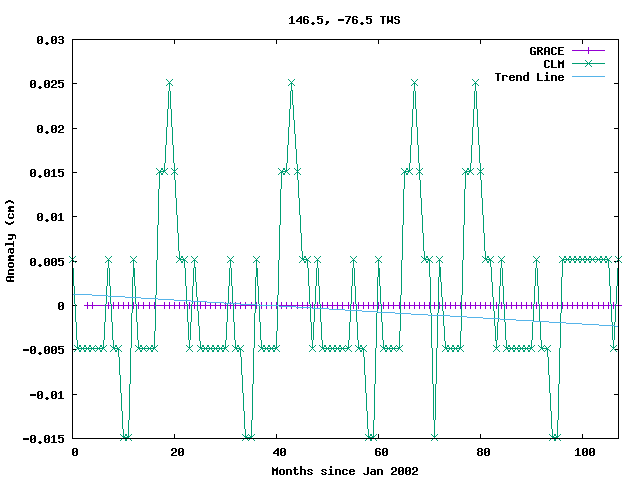 146.5, -76.5 TWS
GRACE
CLM
Trend Line
0.03
0.025
0.02
0.015
0.01
0.005
0
-0.005
-0.01
-0.015
Anomaly (cm)
0 20 40 60 80 100
Months since Jan 2002